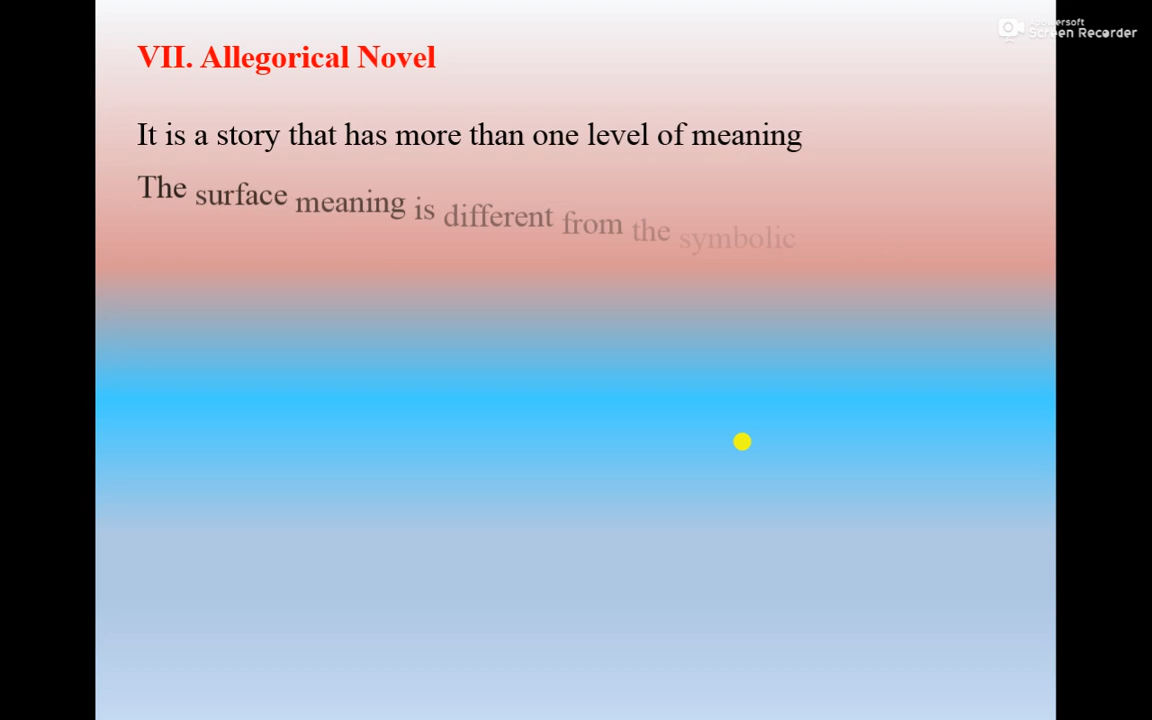 VII. Allegorical Novel
Apowersoft
Screen Recorder
It is a story that has more than one level of meaning
The surface meaning is different from the symbolic